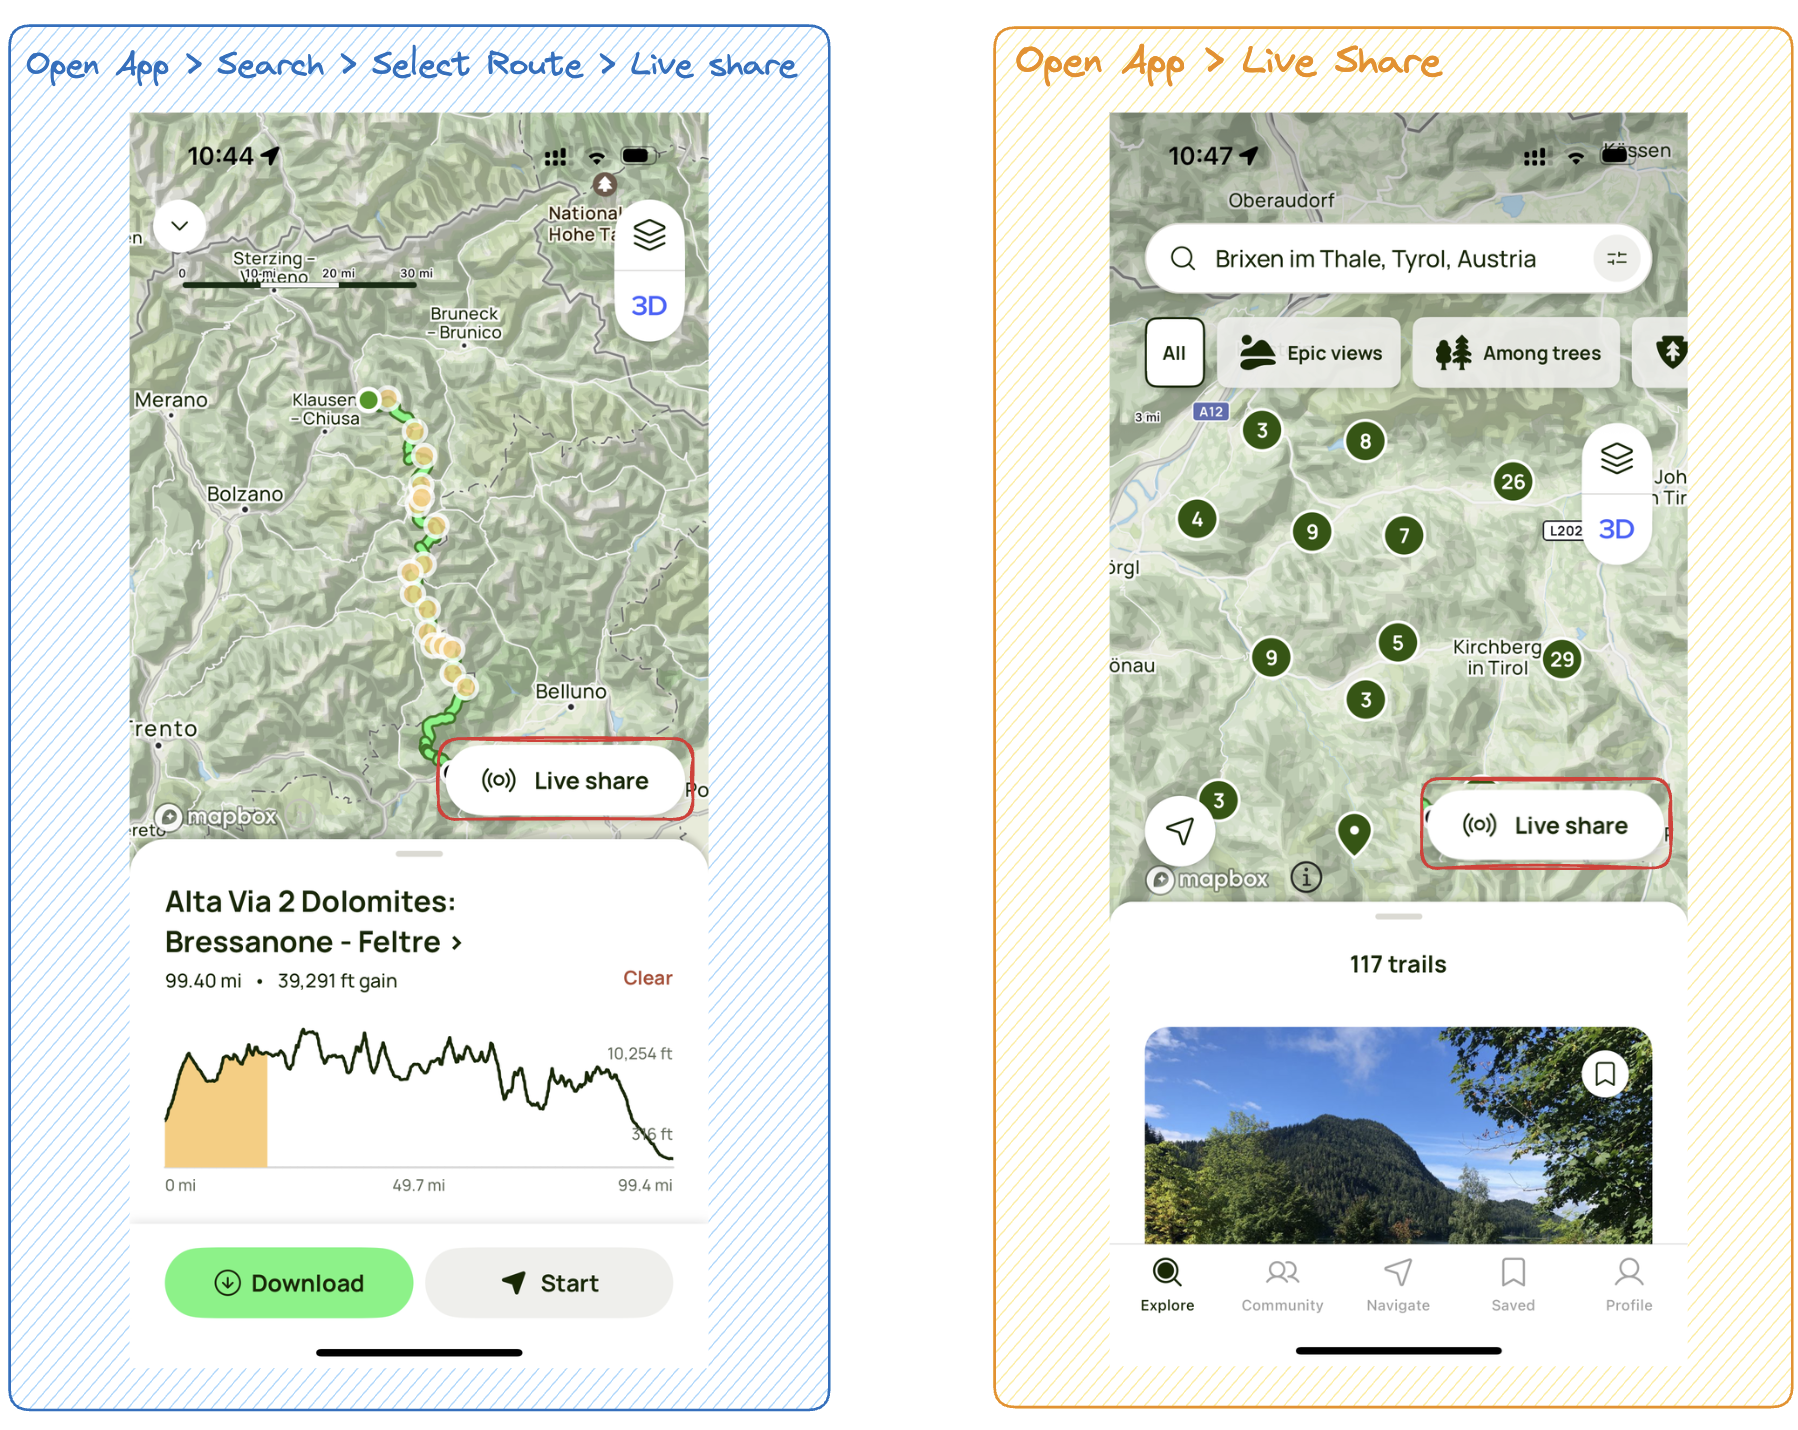 Open App > Search > Select Route > Live share
10:44
National
Hohe Ta
en
Sterzing –
Vipiteno
0 10 mi 20 mi 30 mi
3D
Bruneck
– Brunico
Merano
Klausen
– Chiusa
Bolzano
Belluno
Trento
Live share
Po
mapbox
ereto
Alta Via 2 Dolomites:
Bressanone - Feltre >
99.40 mi • 39,291 ft gain
Clear
10,254 ft
316 ft
0 mi 49.7 mi 99.4 mi
Download
Start
Open App > Live Share
10:47
Kössen
Oberaudorf
Brixen im Thale, Tyrol, Austria
All
Epic views
Among trees
3 mi
A12
3
8
26
Joh
n Tir
4
9
7
L202
3D
örgl
5
Kirchberg
in Tirol
29
önau
9
3
3
Live share
mapbox
i
117 trails
Explore
Community
Navigate
Saved
Profile